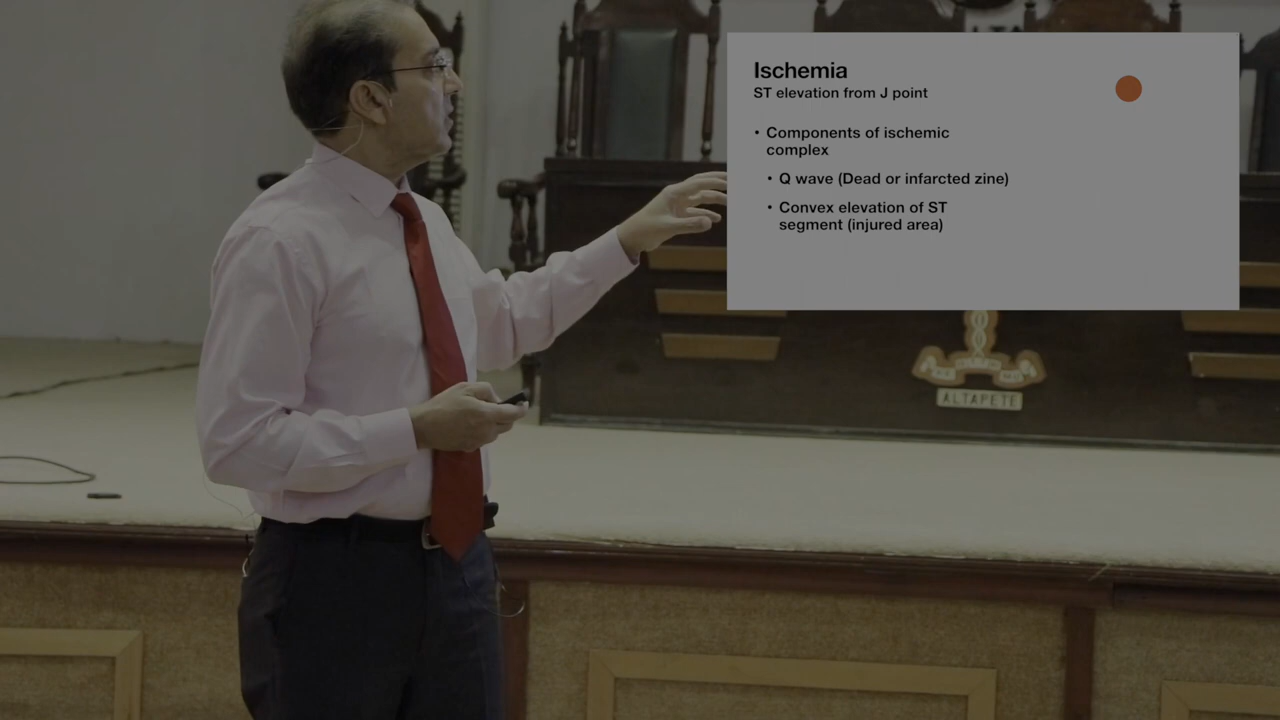 Ischemia
ST elevation from J point
• Components of ischemic
complex
• Q wave (Dead or infarcted zine)
• Convex elevation of ST
segment (injured area)
ALTAPETE